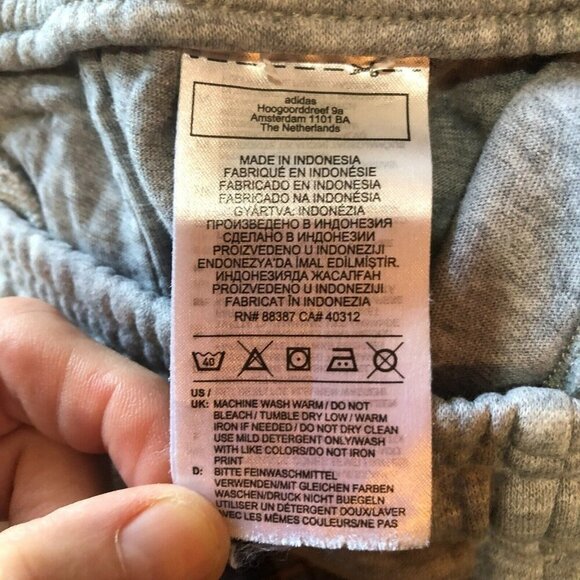 adidas
Hoogoorddreef 9a
Amsterdam 1101 BA
The Netherlands
MADE IN INDONESIA
FABRIQUÉ EN INDONÉSIE
FABRICADO EN INDONESIA
FABRICADO NA INDONÉSIA
GYÁRTVA: INDONÉZIA
ПРОИЗВЕДЕНО В ИНДОНЕЗИЯ
СДЕЛАНО В ИНДОНЕЗИИ
PROIZVEDENO U INDONEZIJI
ENDONEZYA'DA İMAL EDİLMİŞTİR.
ИНДОНЕЗИЯДА ЖАСАЛҒАН
PROIZVEDENO U INDONEZIJI
FABRICAT ÎN INDONEZIA
RN# 88387 CA# 40312
40
US /
UK: MACHINE WASH WARM / DO NOT
BLEACH / TUMBLE DRY LOW / WARM
IRON IF NEEDED / DO NOT DRY CLEAN
USE MILD DETERGENT ONLY/WASH
WITH LIKE COLORS/DO NOT IRON
PRINT
D: BITTE FEINWASCHMITTEL
VERWENDEN/MIT GLEICHEN FARBEN
WASCHEN/DRUCK NICHT BUEGELN
UTILISER UN DÉTERGENT DOUX/LAVER
AVEC LES MÊMES COULEURS/NE PAS